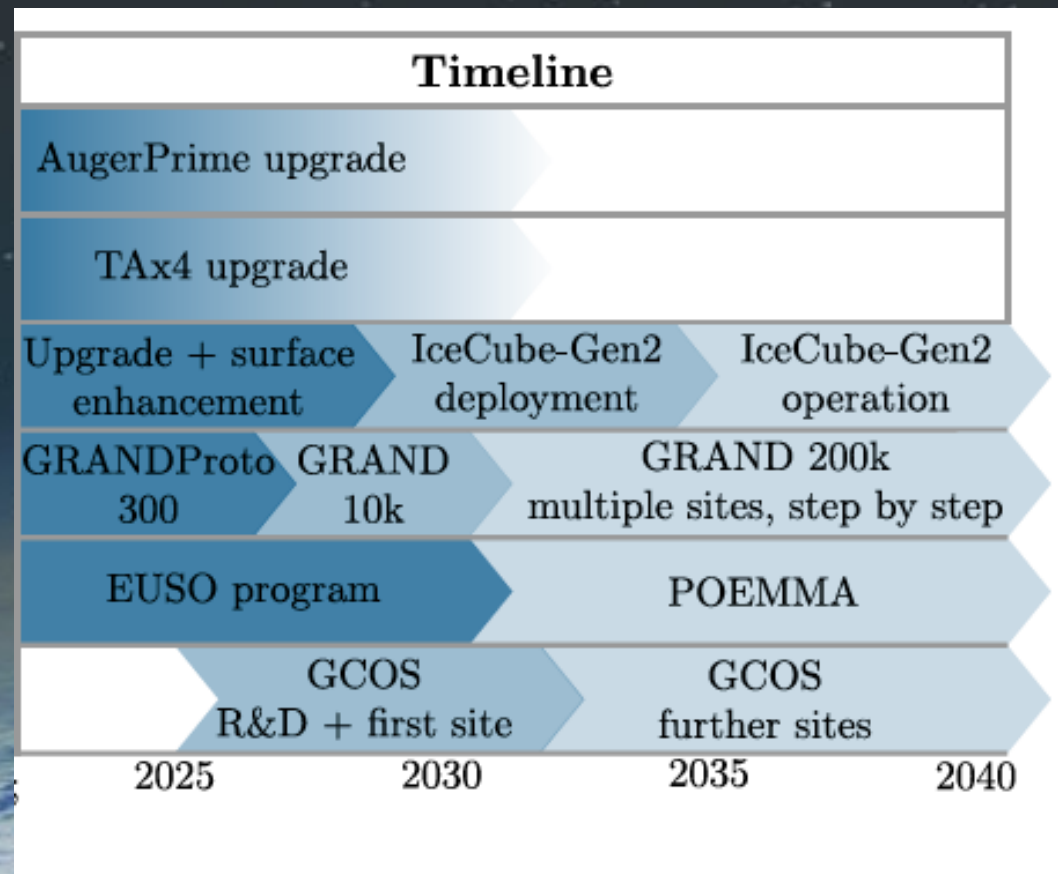 Timeline
AugerPrime upgrade
TAx4 upgrade
Upgrade + surface
enhancement
IceCube-Gen2
deployment
IceCube-Gen2
operation
GRANDProto
300
GRAND
10k
GRAND 200k
multiple sites, step by step
EUSO program
POEMMA
GCOS
R&D + first site
GCOS
further sites
2025 2030 2035 2040